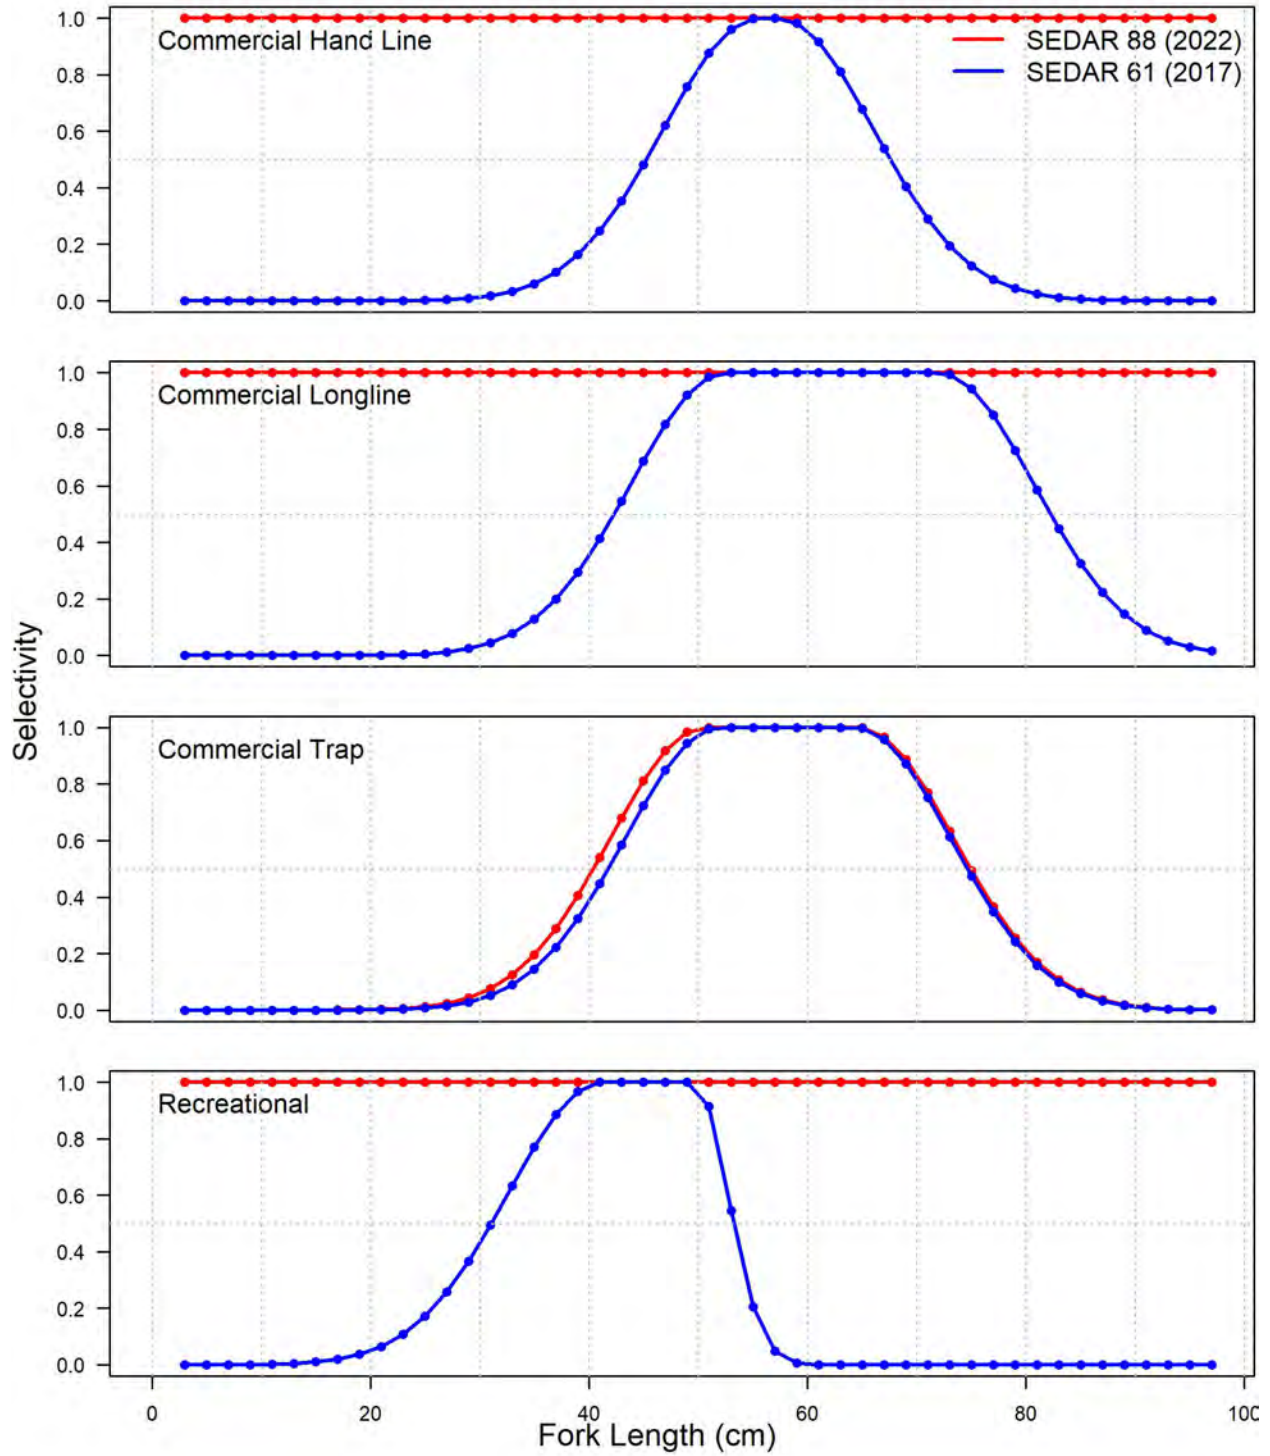 Commercial Hand Line
SEDAR 88 (2022)
SEDAR 61 (2017)
1.0
0.8
0.6
0.4
0.2
0.0
Commercial Longline
1.0
0.8
0.6
0.4
0.2
0.0
Selectivity
Commercial Trap
1.0
0.8
0.6
0.4
0.2
0.0
Recreational
1.0
0.8
0.6
0.4
0.2
0.0
0 20 40 60 80 100
Fork Length (cm)